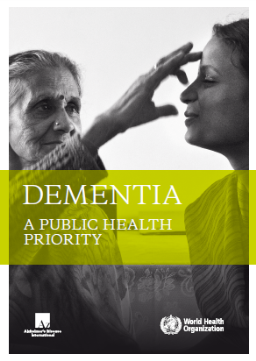 DEMENTIA
A PUBLIC HEALTH
PRIORITY
Alzheimer's Disease
International
World Health
Organization